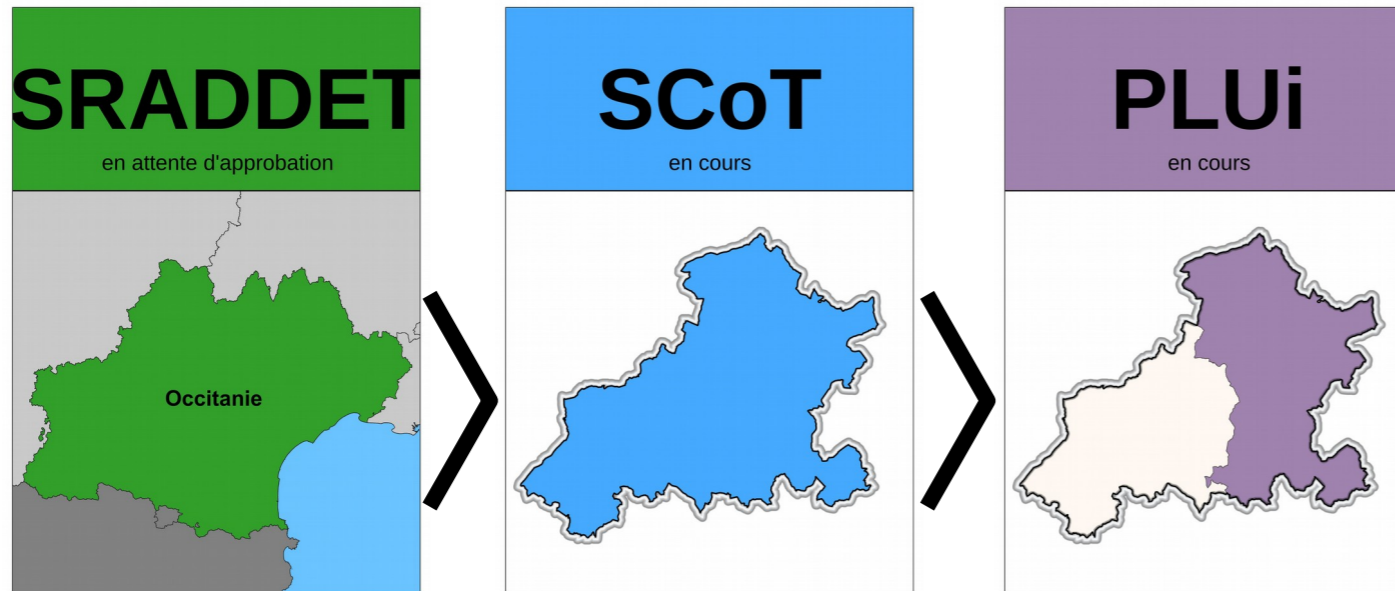 SRADDET
en attente d'approbation
Occitanie
SCoT
en cours
PLUi
en cours